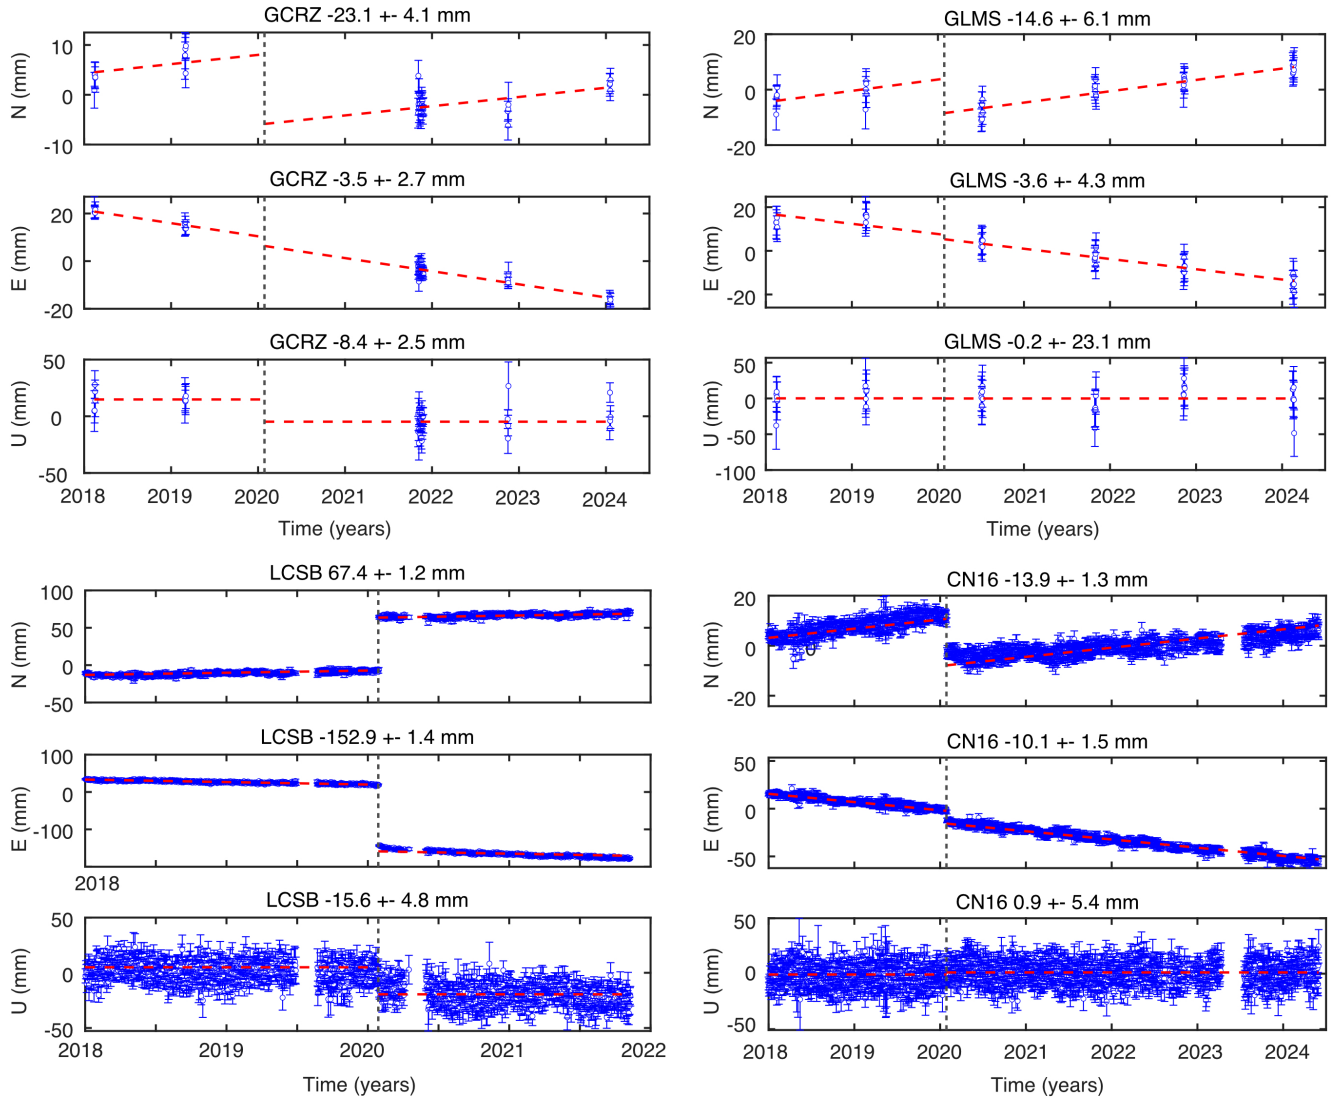 GCRZ -23.1 +- 4.1 mm
10
0
-10
N (mm)
GCRZ -3.5 +- 2.7 mm
20
0
-20
E (mm)
GCRZ -8.4 +- 2.5 mm
50
0
-50
U (mm)
2018 2019 2020 2021 2022 2023 2024
Time (years)
GLMS -14.6 +- 6.1 mm
20
0
-20
N (mm)
GLMS -3.6 +- 4.3 mm
20
0
-20
E (mm)
GLMS -0.2 +- 23.1 mm
50
0
-50
-100
U (mm)
2018 2019 2020 2021 2022 2023 2024
Time (years)
LCSB 67.4 +- 1.2 mm
100
50
0
-50
N (mm)
LCSB -152.9 +- 1.4 mm
100
0
-100
E (mm)
2018
LCSB -15.6 +- 4.8 mm
50
0
-50
U (mm)
2018 2019 2020 2021 2022
Time (years)
CN16 -13.9 +- 1.3 mm
20
0
-20
N (mm)
0
CN16 -10.1 +- 1.5 mm
50
0
-50
E (mm)
CN16 0.9 +- 5.4 mm
50
0
-50
U (mm)
2018 2019 2020 2021 2022 2023 2024
Time (years)